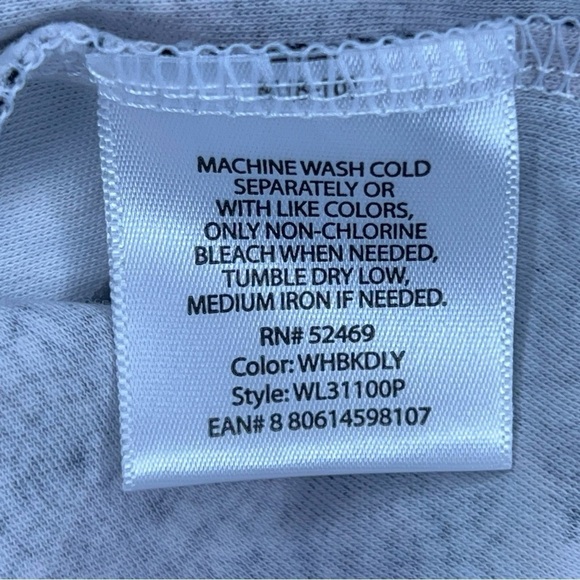 MACHINE WASH COLD
SEPARATELY OR
WITH LIKE COLORS,
ONLY NON-CHLORINE
BLEACH WHEN NEEDED,
TUMBLE DRY LOW,
MEDIUM IRON IF NEEDED.
RN# 52469
Color: WHBKDLY
Style: WL31100P
EAN# 8 80614598107